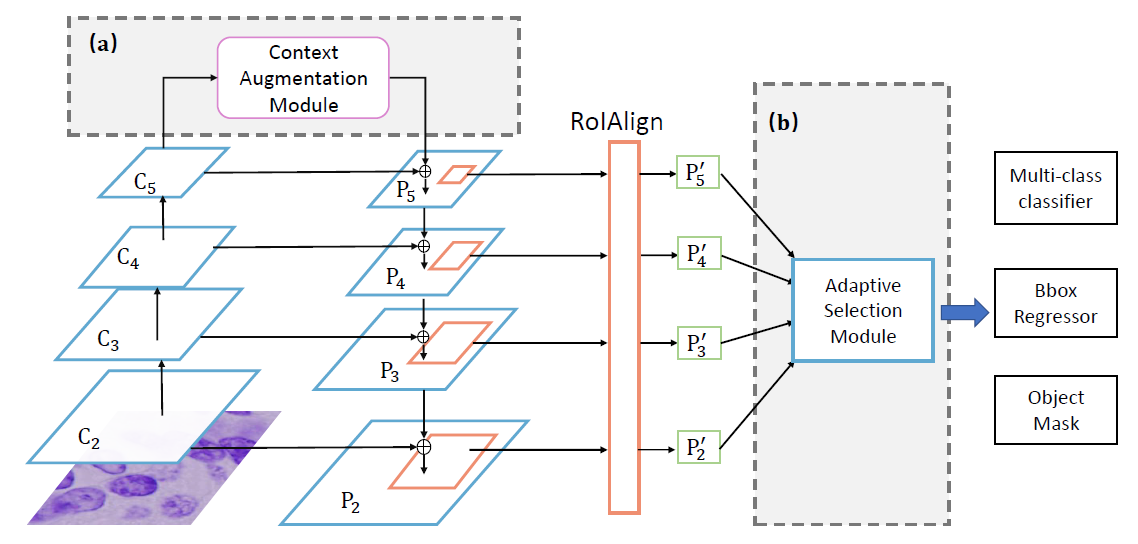 (a)
Context
Augmentation
Module
RoIAlign
(b)
C5
P5
P′5
Multi-class
classifier
C4
P4
P′4
Adaptive
Selection
Module
Bbox
Regressor
C3
P3
P′3
Object
Mask
C2
P2
P′2